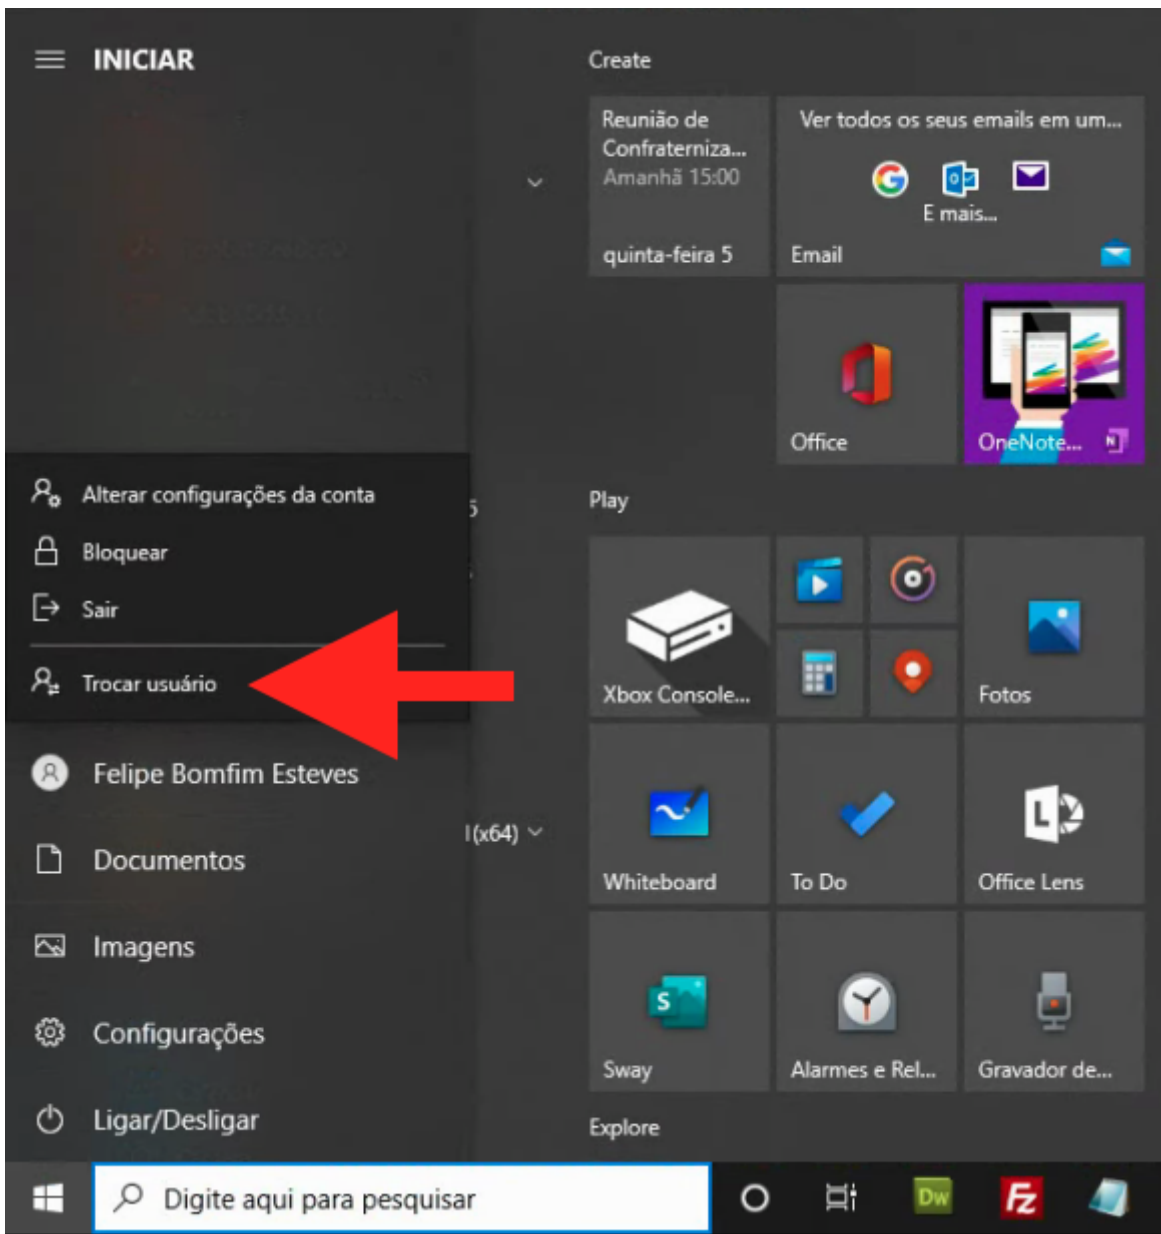 INICIAR
Alterar configurações da conta
Bloquear
Sair
Trocar usuário
Felipe Bomfim Esteves
Documentos
Imagens
Configurações
Ligar/Desligar
5
(x64)
Create
Reunião de
Confraterniza...
Amanhã 15:00
quinta-feira 5
Ver todos os seus emails em um...
E mais...
Email
Office
OneNote...
Play
Xbox Console...
Fotos
Whiteboard
To Do
Office Lens
Sway
Alarmes e Rel...
Gravador de...
Explore
Digite aqui para pesquisar
Dw
Fz